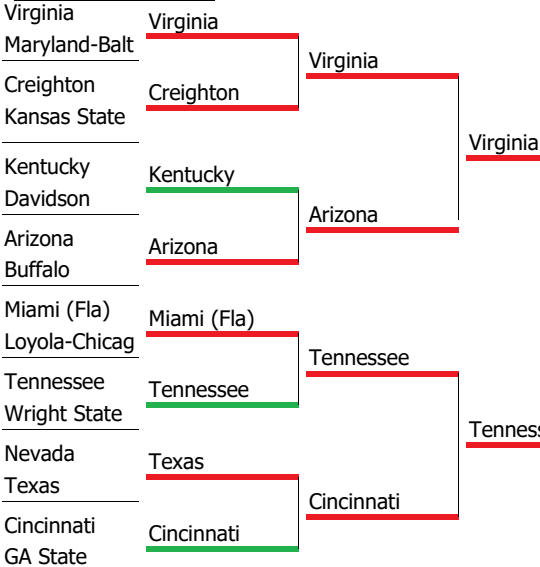 Virginia
Maryland-Balt
Creighton
Kansas State
Kentucky
Davidson
Arizona
Buffalo
Miami (Fla)
Loyola-Chicag
Tennessee
Wright State
Nevada
Texas
Cincinnati
GA State
Virginia
Creighton
Kentucky
Arizona
Miami (Fla)
Tennessee
Texas
Cincinnati
Virginia
Arizona
Tennessee
Cincinnati
Virginia
Tennes